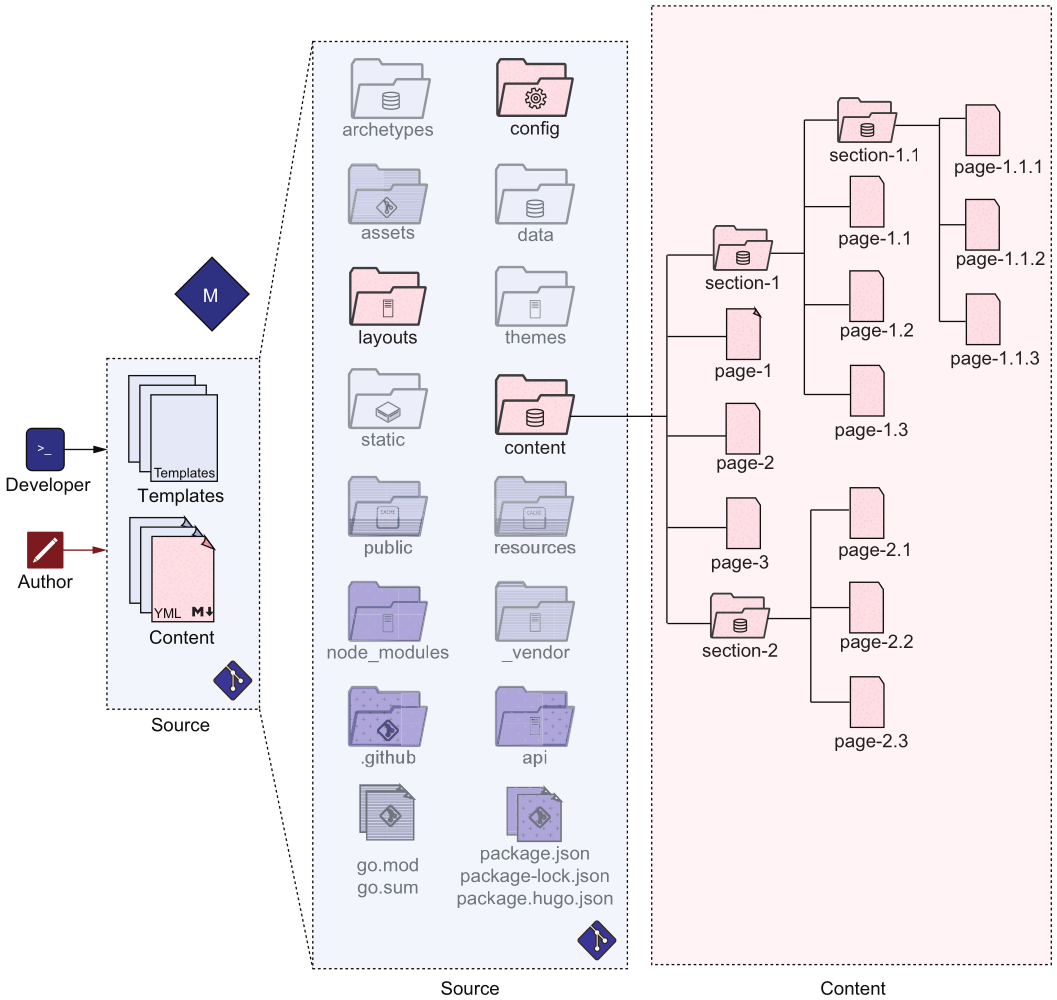 M
>_
Developer
Author
Templates
Templates
YML
M
Content
Source
archetypes
config
assets
data
layouts
themes
static
content
CACHE
public
CACHE
resources
node_modules
_vendor
.github
api
go.mod
go.sum
package.json
package-lock.json
package.hugo.json
Source
section-1
page-1
page-2
page-3
section-2
section-1.1
page-1.1
page-1.2
page-1.3
page-1.1.1
page-1.1.2
page-1.1.3
page-2.1
page-2.2
page-2.3
Content